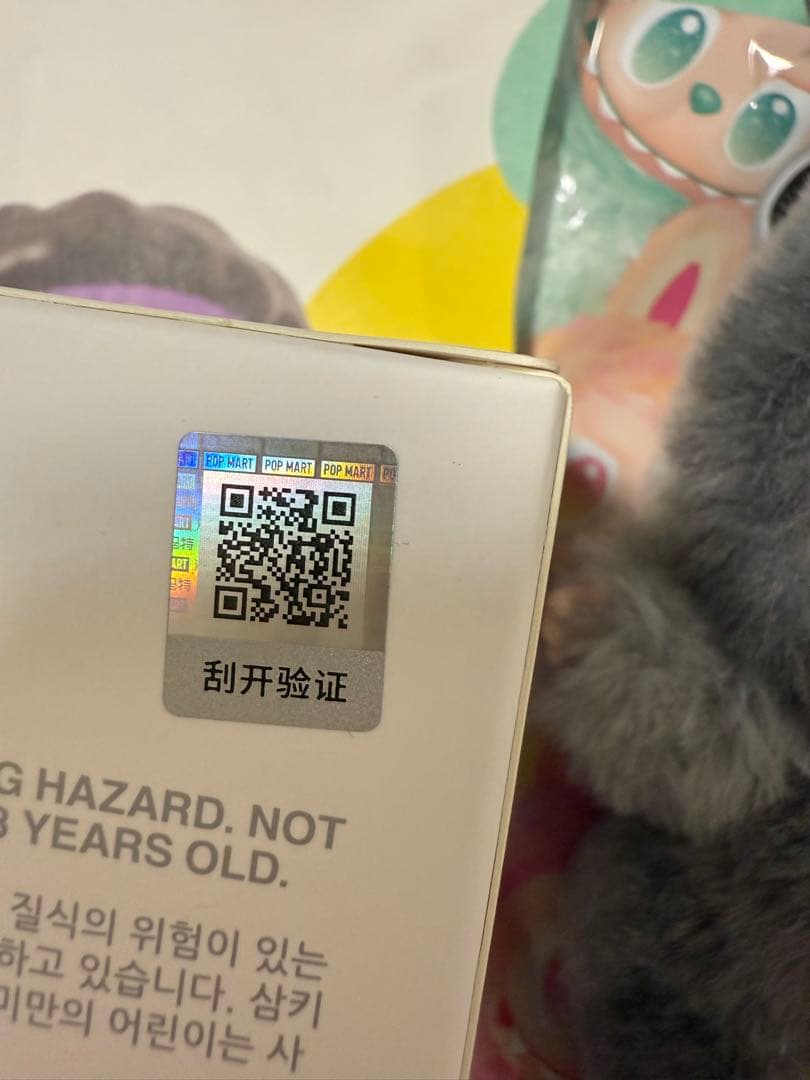 POP MART POP MART POP MART
刮开验证
G HAZARD. NOT
3 YEARS OLD.
질식의 위험이 있는
하고 있습니다. 삼키
미만의 어린이는 사